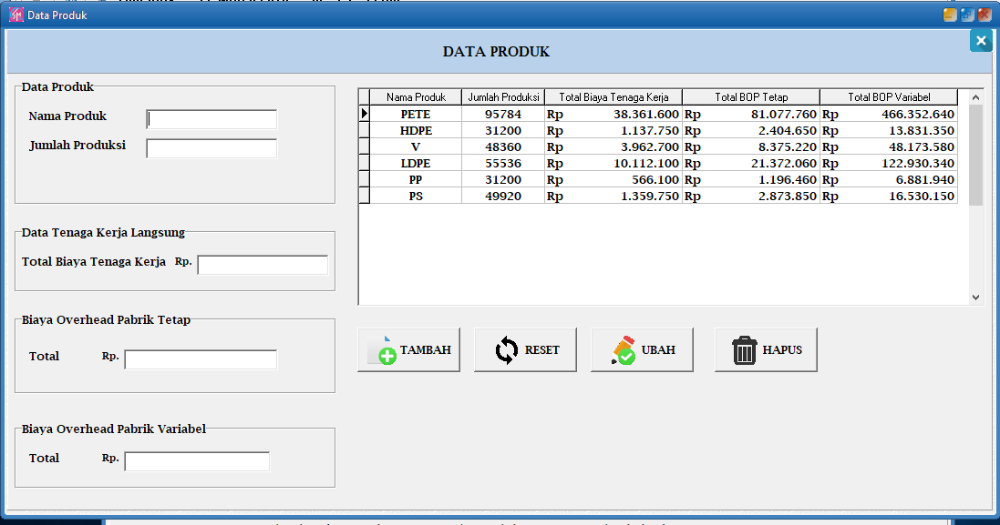 Data Produk
DATA PRODUK
Data Produk
Nama Produk
Jumlah Produksi
Data Tenaga Kerja Langsung
Total Biaya Tenaga Kerja Rp.
Biaya Overhead Pabrik Tetap
Total Rp.
Biaya Overhead Pabrik Variabel
Total Rp.
Nama Produk Jumlah Produksi Total Biaya Tenaga Kerja Total BOP Tetap Total BOP Variabel
PETE 95784 Rp 38.361.600 Rp 81.077.760 Rp 466.352.640
HDPE 31200 Rp 1.137.750 Rp 2.404.650 Rp 13.831.350
V 48360 Rp 3.962.700 Rp 8.375.220 Rp 48.173.580
LDPE 55536 Rp 10.112.100 Rp 21.372.060 Rp 122.930.340
PP 31200 Rp 566.100 Rp 1.196.460 Rp 6.881.940
PS 49920 Rp 1.359.750 Rp 2.873.850 Rp 16.530.150
TAMBAH RESET UBAH HAPUS